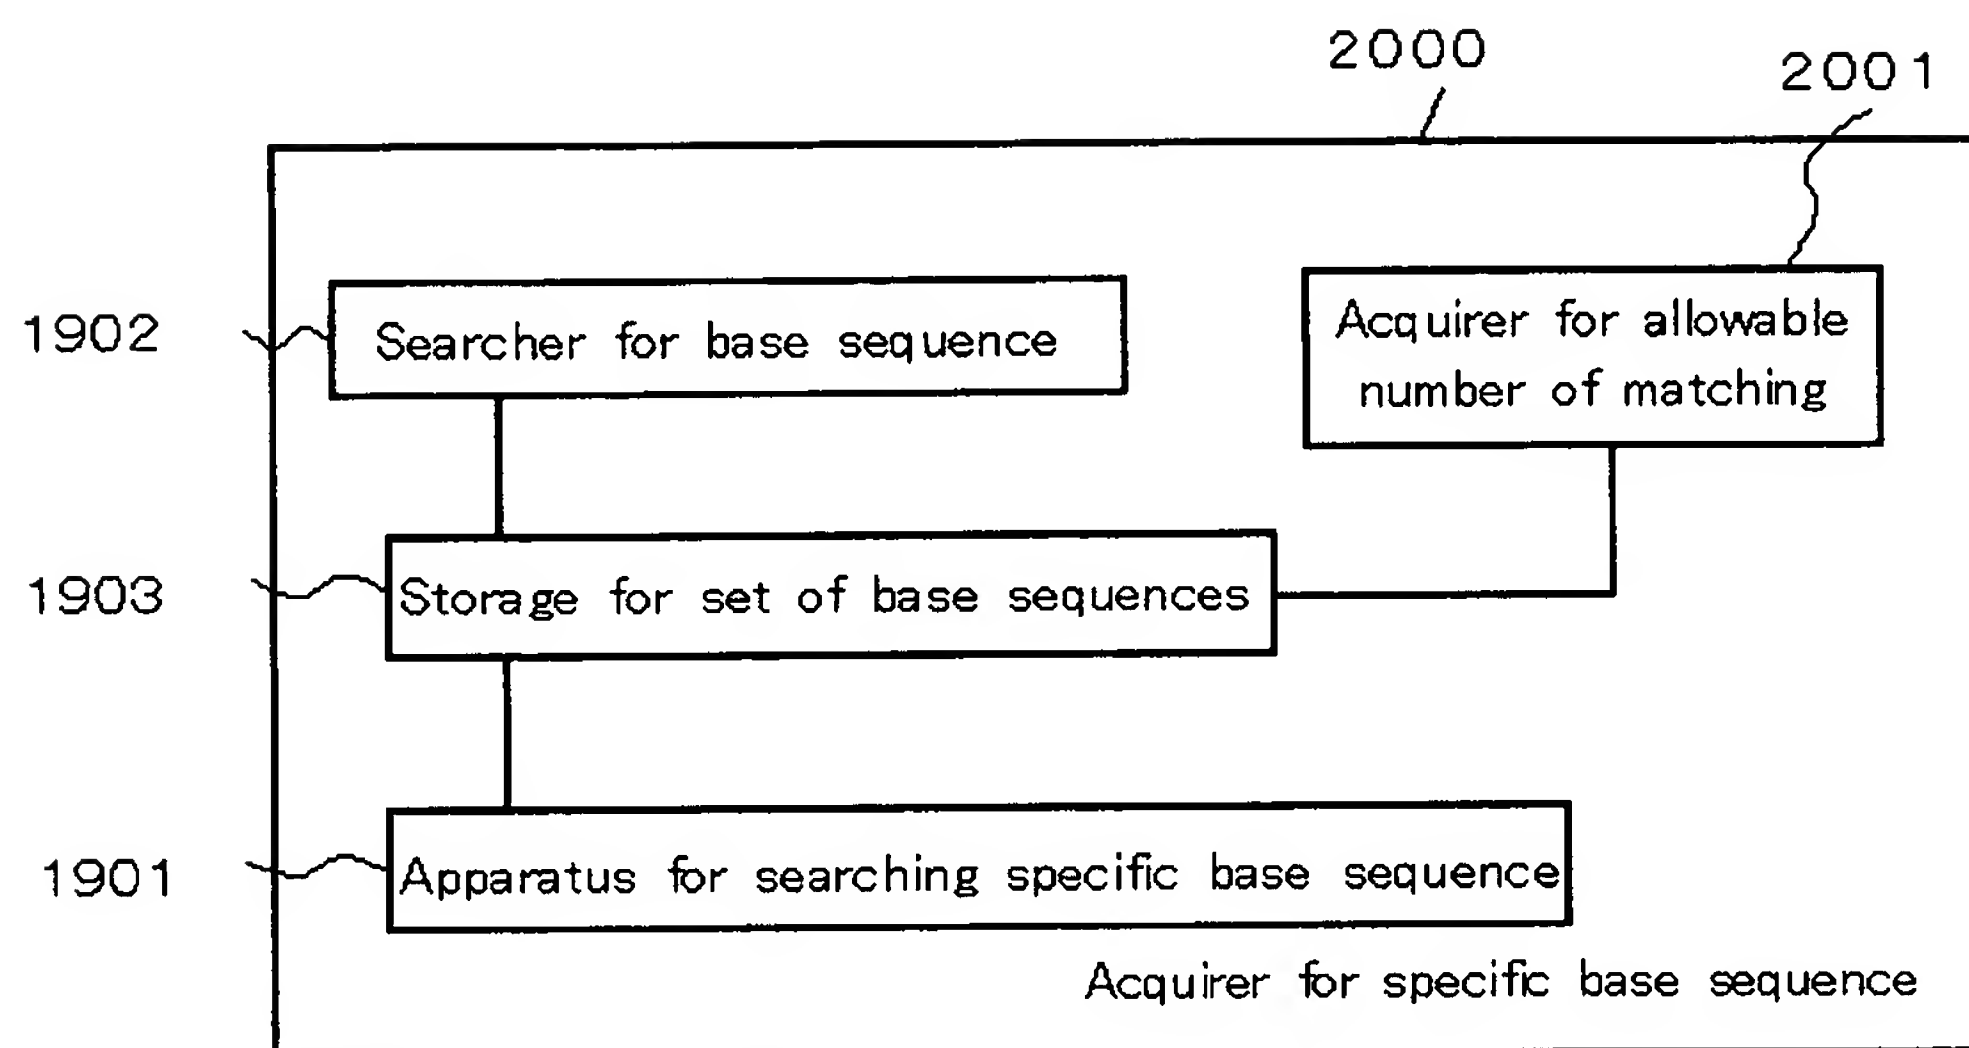 2000
2001
1902
Searcher for base sequence
Acquirer for allowable
number of matching
1903
Storage for set of base sequences
1901
Apparatus for searching specific base sequence
Acquirer for specific base sequence